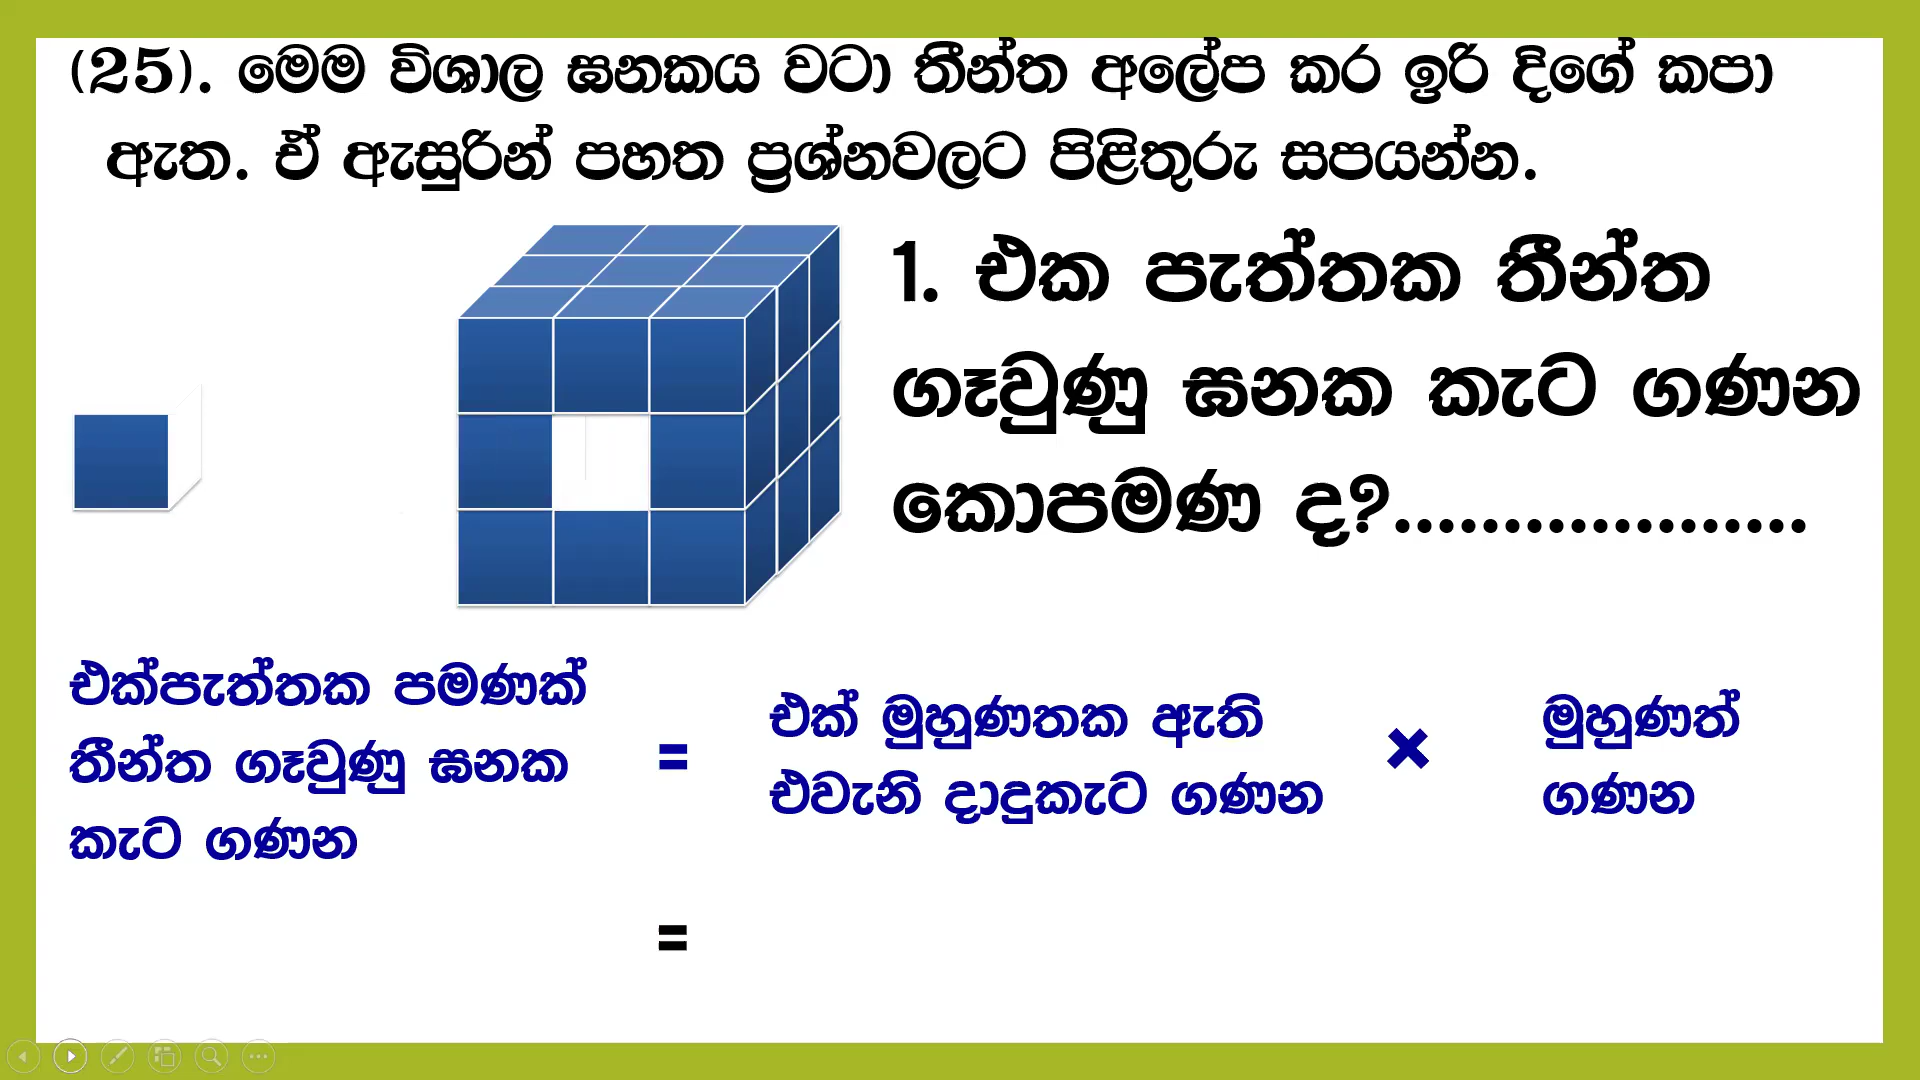 (25). මෙම විශාල ඝනකය වටා තීන්ත අලේප කර ඉරි දිගේ කපා
ඇත. ඒ ඇසුරින් පහත ප්‍රශ්නවලට පිළිතුරු සපයන්න.
1. එක පැත්තක තීන්ත
ගෑවුණු ඝනක කැට ගණන
කොපමණ ද?...................
එක්පැත්තක පමණක්
තීන්ත ගෑවුණු ඝනක
කැට ගණන
=
එක් මුහුණතක ඇති
එවැනි දාදුකැට ගණන
×
මුහුණත්
ගණන
=